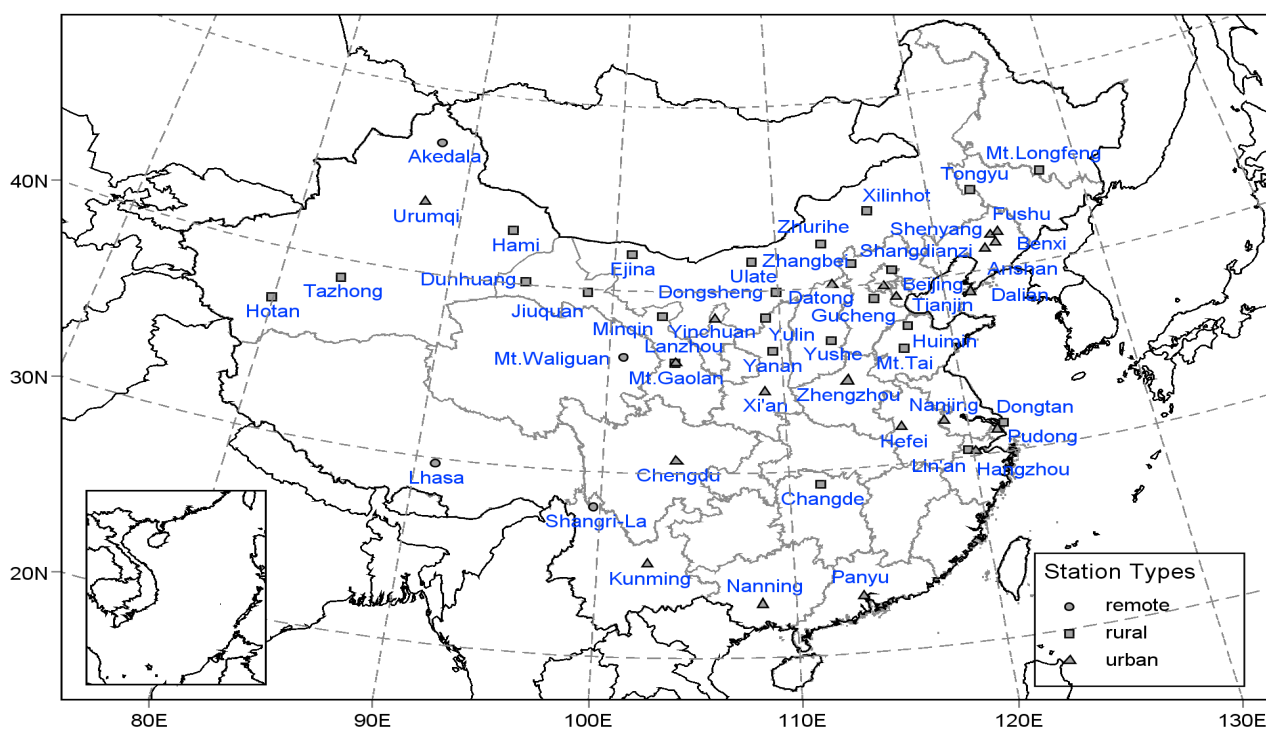 Mt.Longfeng
Akedala
Tongyu
40N
Xilinhot
Urumqi
Fushu
Zhurihe
Shenyang
Hami
Benxi
Shangdianzi
Zhangbei
Ejina
Anshan
Ulate
Dunhuang
Beijing
Tazhong
Dongsheng
Datong
Dalian
Tianjin
Hotan
Jiuquan
Gucheng
Minqin
Yinchuan
Yulin
Huimin
Lanzhou
Yushe
Mt.Waliguan
Mt.Tai
Yanan
30N
Mt.Gaolan
Zhengzhou
Xi'an
Nanjing
Dongtan
Hefei
Pudong
Lin'an
Hangzhou
Chengdu
Lhasa
Changde
Shangri-La
20N
Kunming
Panyu
Nanning
Station Types
remote
rural
urban
80E
90E
100E
110E
120E
130E